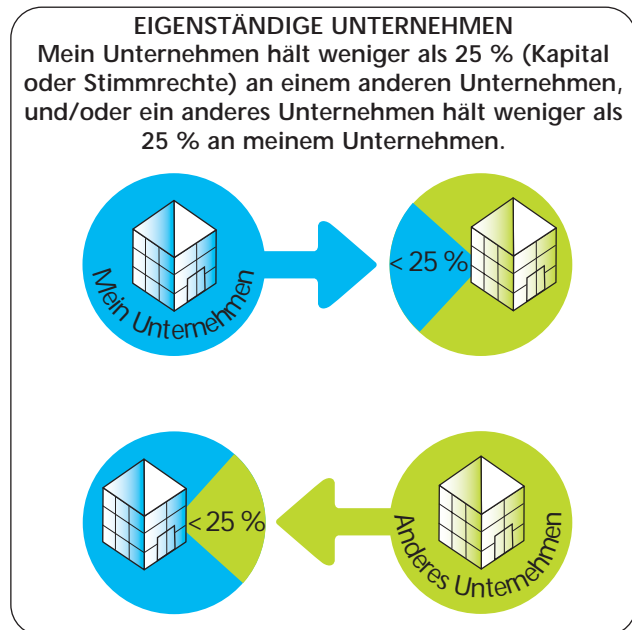 EIGENSTÄNDIGE UNTERNEHMEN
Mein Unternehmen hält weniger als 25 % (Kapital
oder Stimmrechte) an einem anderen Unternehmen,
und/oder ein anderes Unternehmen hält weniger als
25 % an meinem Unternehmen.
Mein Unternehmen
< 25 %
< 25 %
Anderes Unternehmen